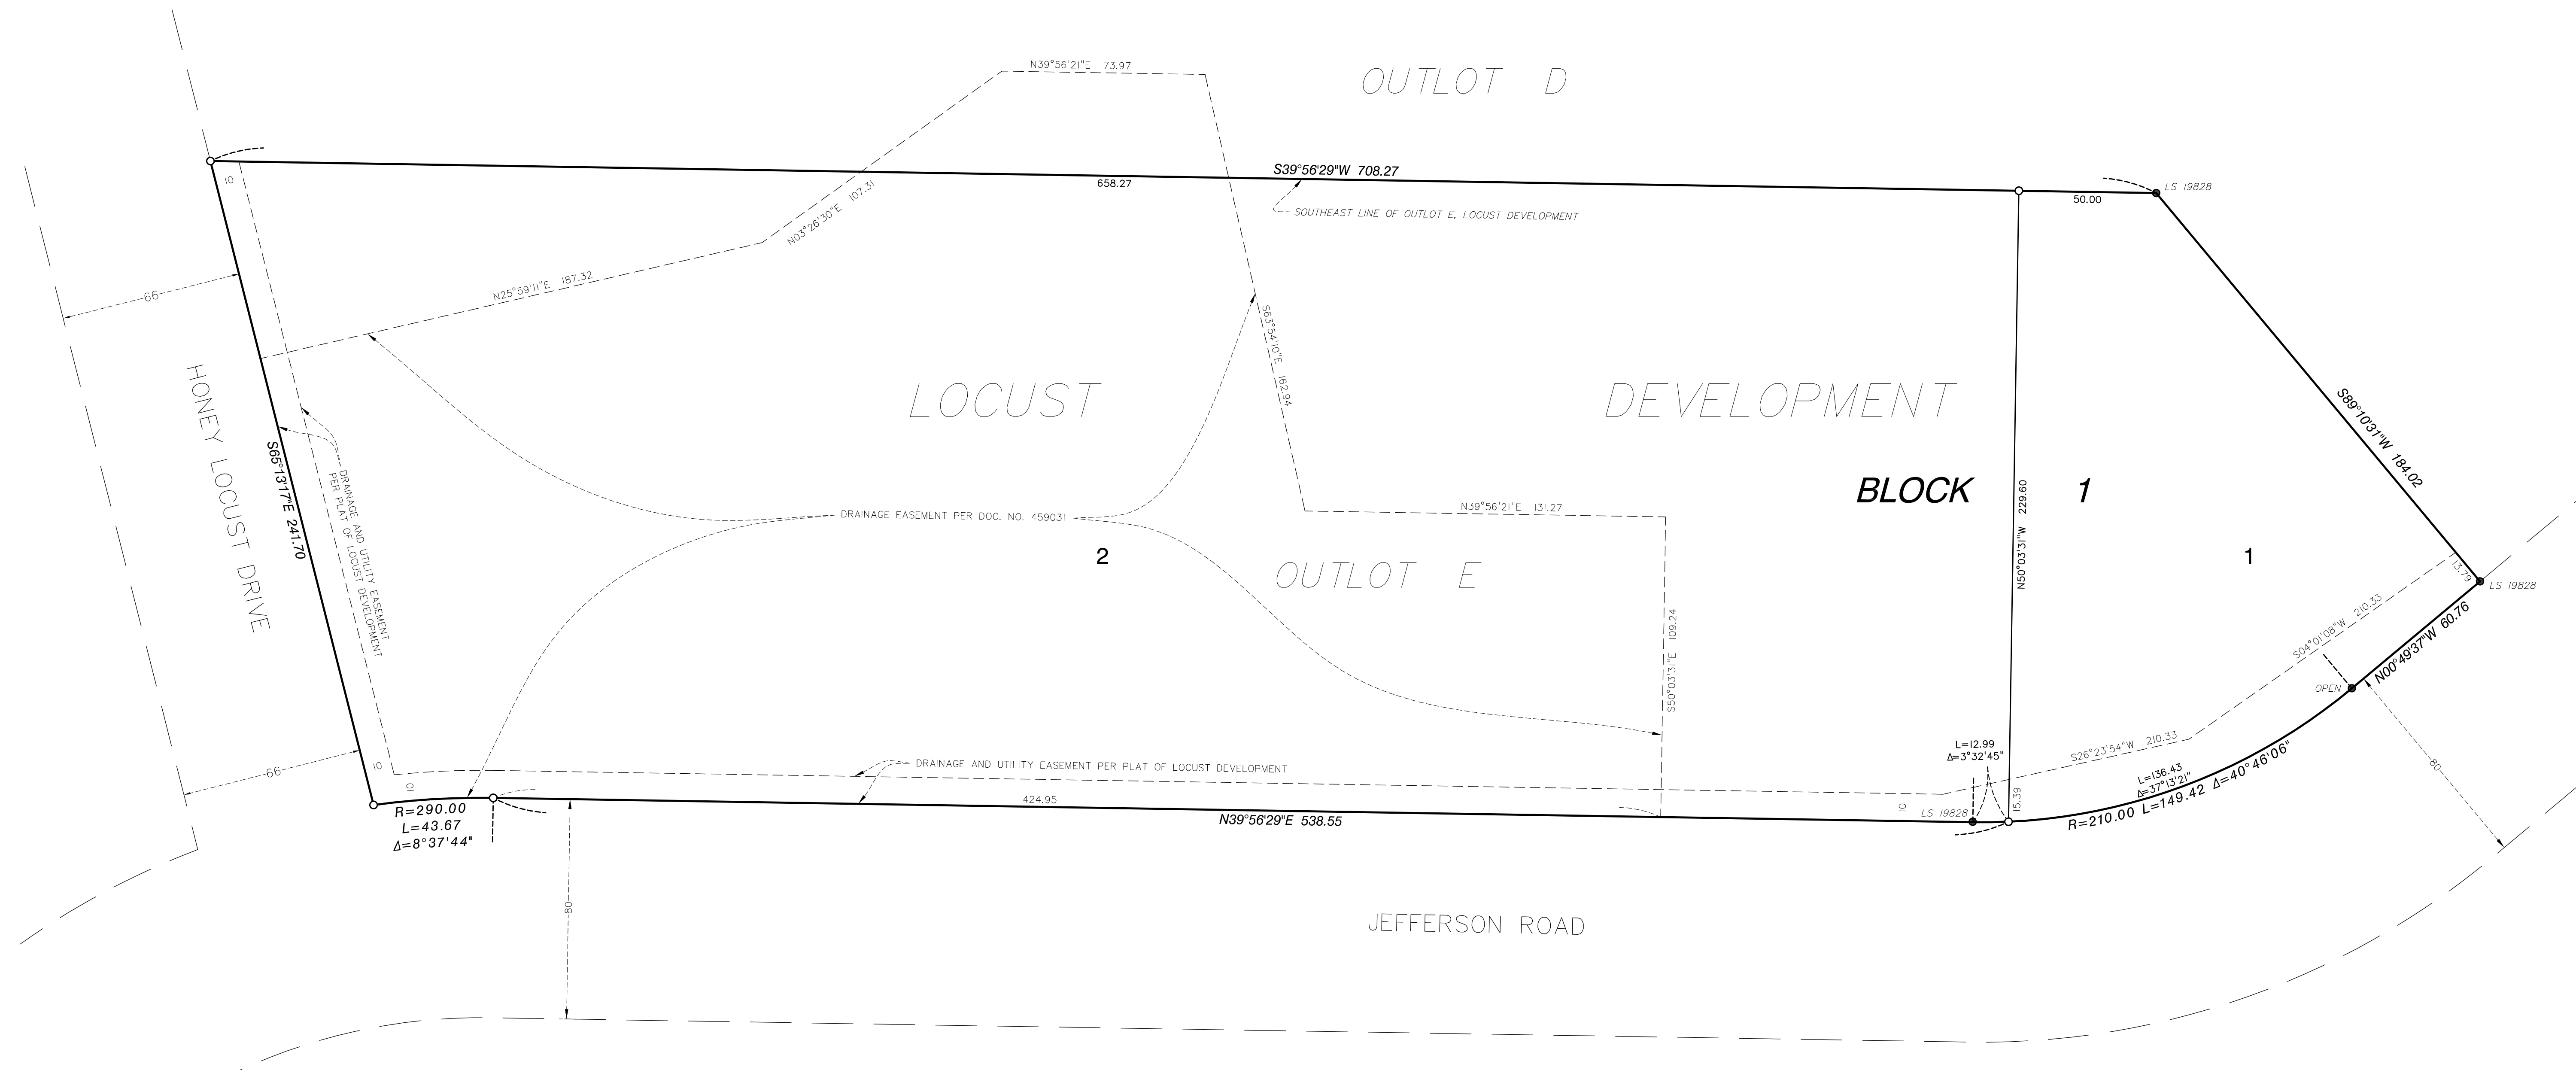 N39°56'21"E 73.97
OUTLOT D
S39°56'29"W 708.27
658.27
50.00
LS 19828
SOUTHEAST LINE OF OUTLOT E, LOCUST DEVELOPMENT
10
N03°26'30"E 107.31
N25°59'11"E 187.32
66
HONEY LOCUST DRIVE
S65°13'17"E 241.70
DRAINAGE AND UTILITY EASEMENT
PER PLAT OF LOCUST DEVELOPMENT
S63°54'10"E 162.94
LOCUST DEVELOPMENT
BLOCK 1
N50°03'31"W 229.60
S89°10'31"W 184.02
DRAINAGE EASEMENT PER DOC. NO. 459031
N39°56'21"E 131.27
2
OUTLOT E
1
13.79
LS 19828
S04°01'08"W 210.33
N00°49'37"W 60.76
OPEN
S50°03'31"E 109.24
L=12.99
Δ=3°32'45"
S26°23'54"W 210.33
DRAINAGE AND UTILITY EASEMENT PER PLAT OF LOCUST DEVELOPMENT
66
10
10
424.95
N39°56'29"E 538.55
10
LS 19828
15.39
L=136.43
Δ=37°13'21"
R=210.00 L=149.42 Δ=40°46'06"
80
R=290.00
L=43.67
Δ=8°37'44"
80
JEFFERSON ROAD